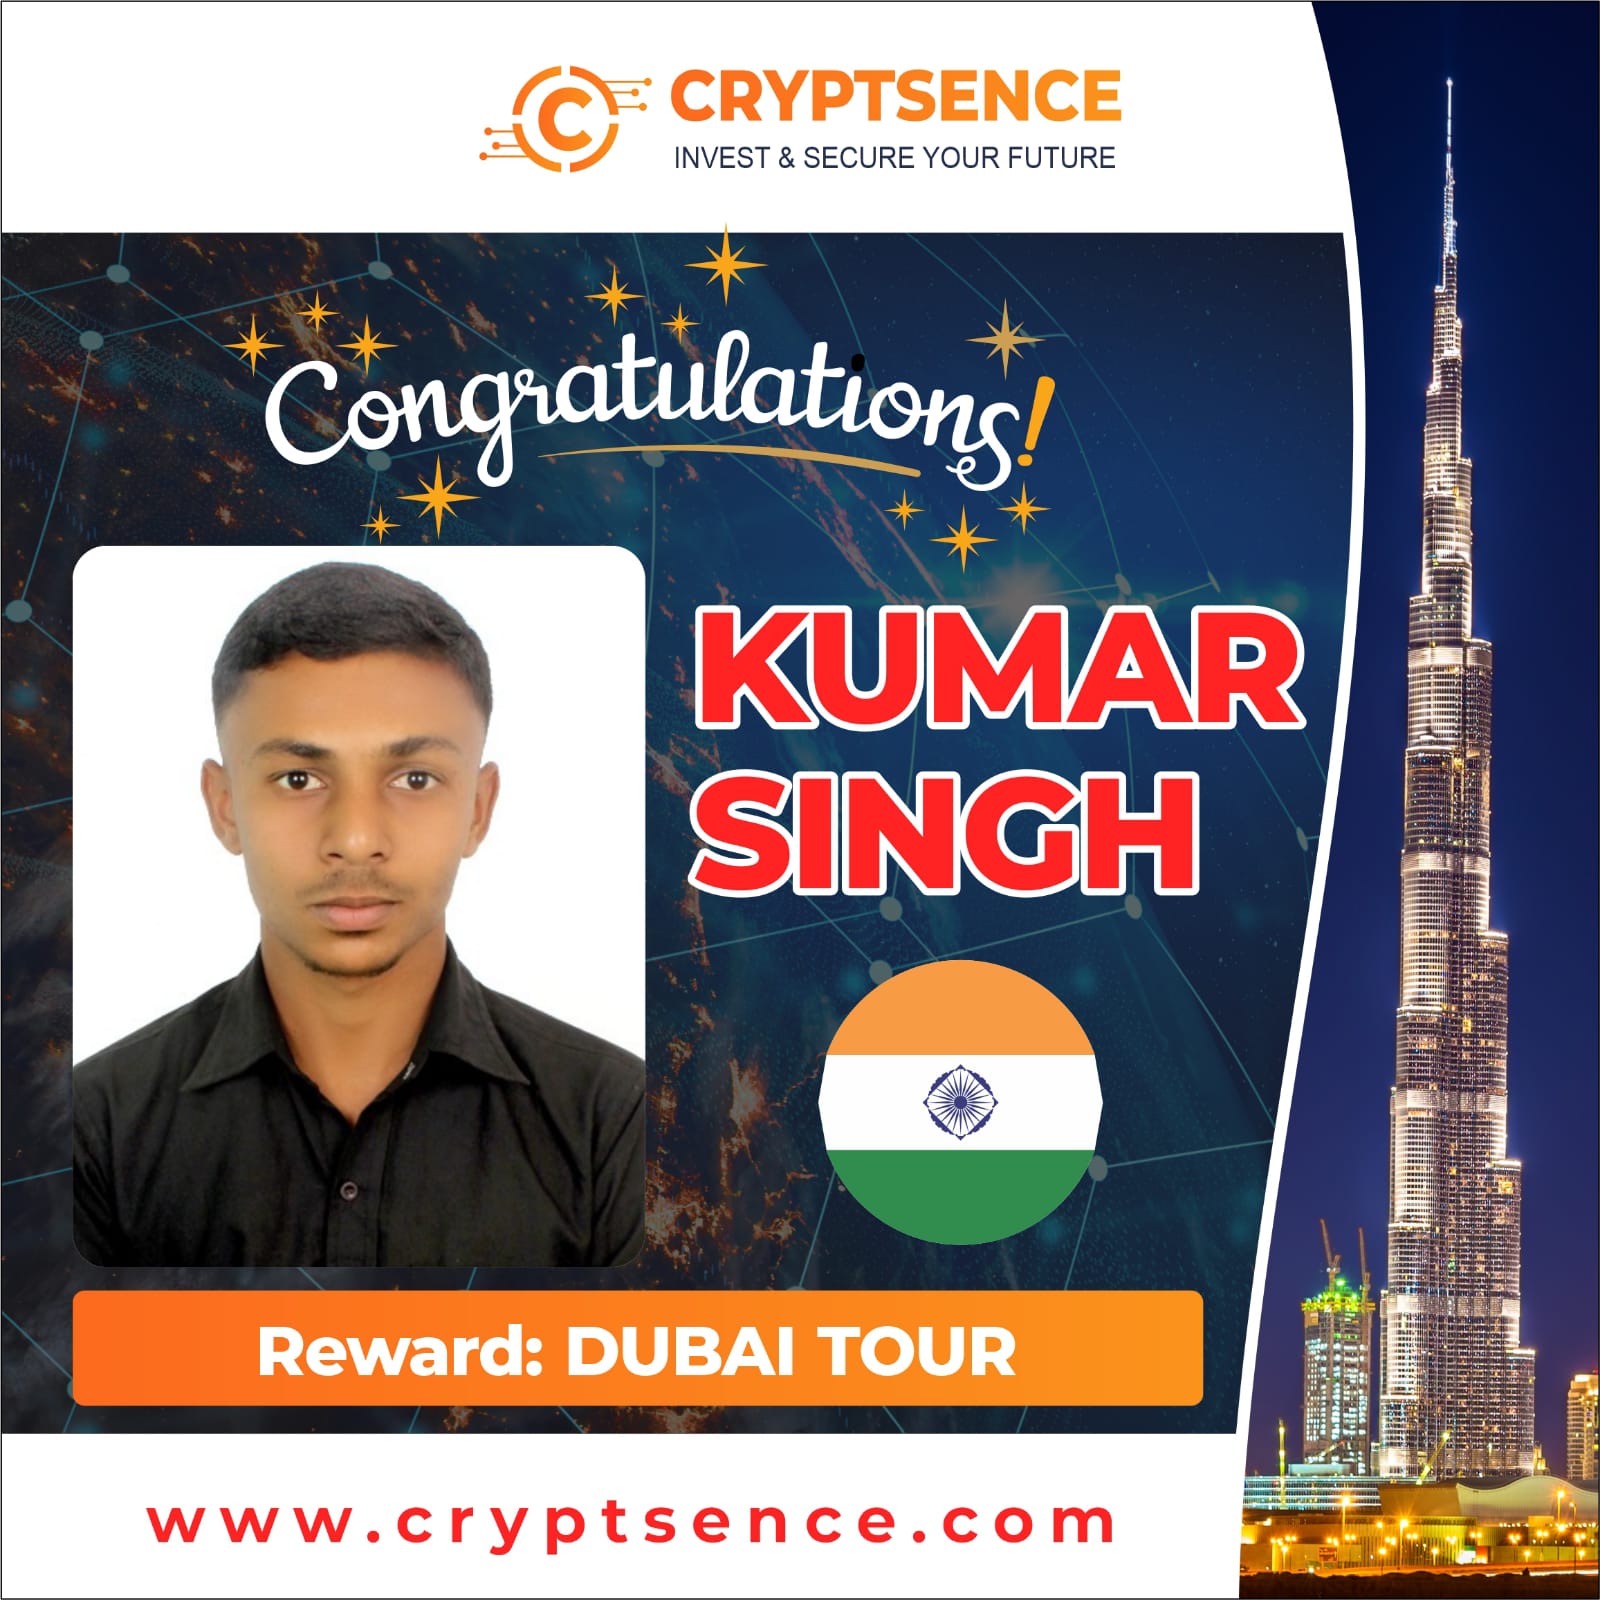 CRYPTSENCE
INVEST & SECURE YOUR FUTURE
Congratulations!
KUMAR
SINGH
Reward: DUBAI TOUR
www.cryptsence.com